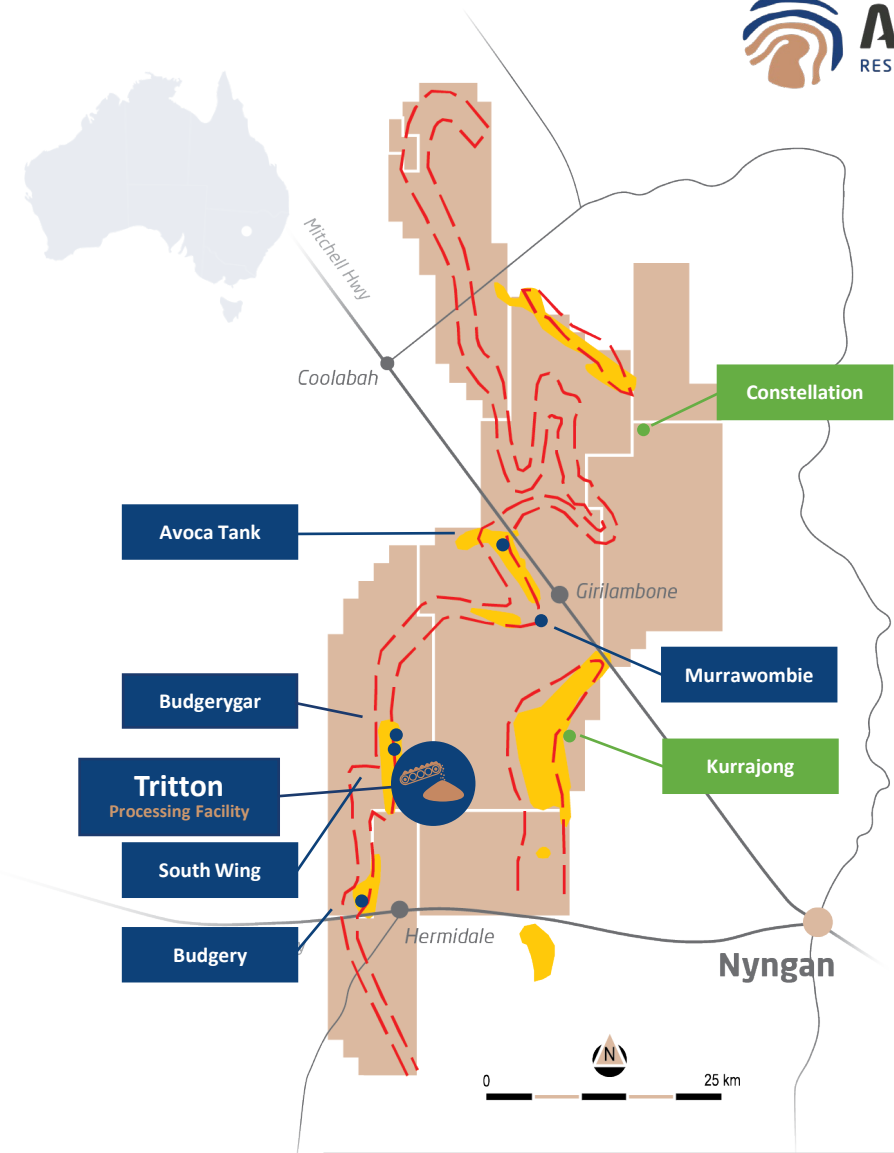 A
RES
Mitchell Hwy
Coolabah
Constellation
Avoca Tank
Girilambone
Murrawombie
Budgerygar
Kurrajong
Tritton
Processing Facility
South Wing
Hermidale
Budgery
Nyngan
N
0
25 km